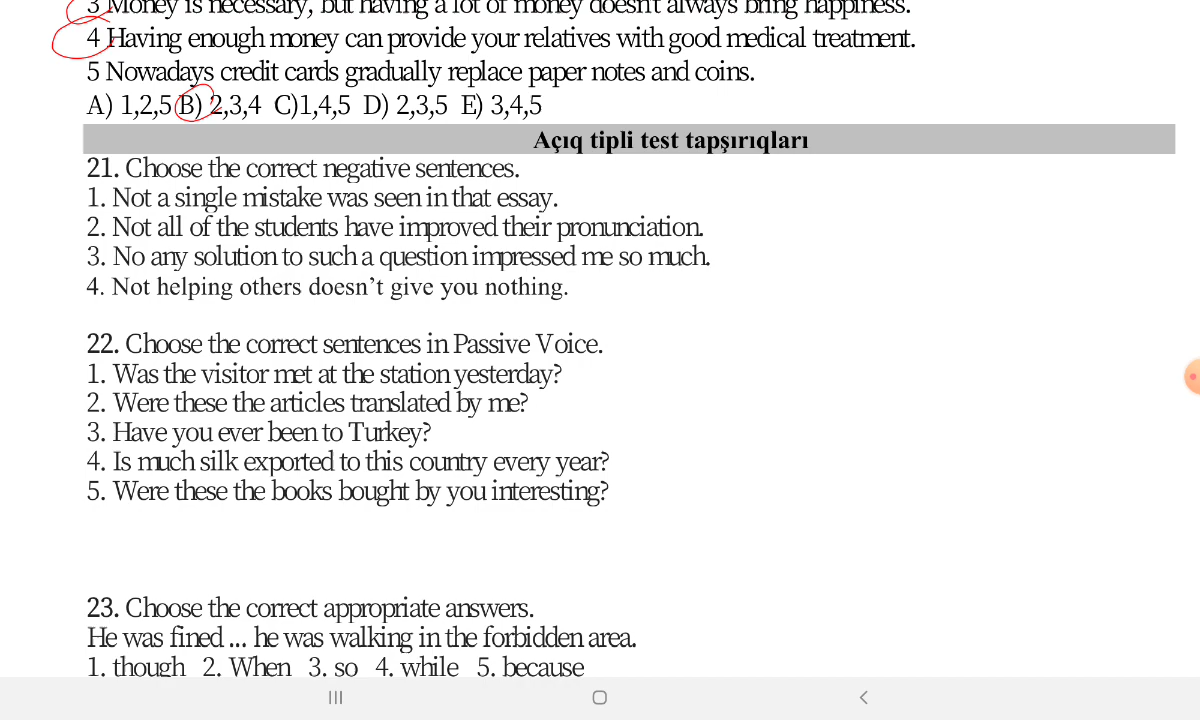 3 Money is necessary, but having a lot of money doesn't always bring happiness.
4 Having enough money can provide your relatives with good medical treatment.
5 Nowadays credit cards gradually replace paper notes and coins.
A) 1,2,5 B) 2,3,4 C)1,4,5 D) 2,3,5 E) 3,4,5
Açıq tipli test tapşırıqları
21. Choose the correct negative sentences.
1. Not a single mistake was seen in that essay.
2. Not all of the students have improved their pronunciation.
3. No any solution to such a question impressed me so much.
4. Not helping others doesn’t give you nothing.
22. Choose the correct sentences in Passive Voice.
1. Was the visitor met at the station yesterday?
2. Were these the articles translated by me?
3. Have you ever been to Turkey?
4. Is much silk exported to this country every year?
5. Were these the books bought by you interesting?
23. Choose the correct appropriate answers.
He was fined ... he was walking in the forbidden area.
1. though 2. When 3. so 4. while 5. because